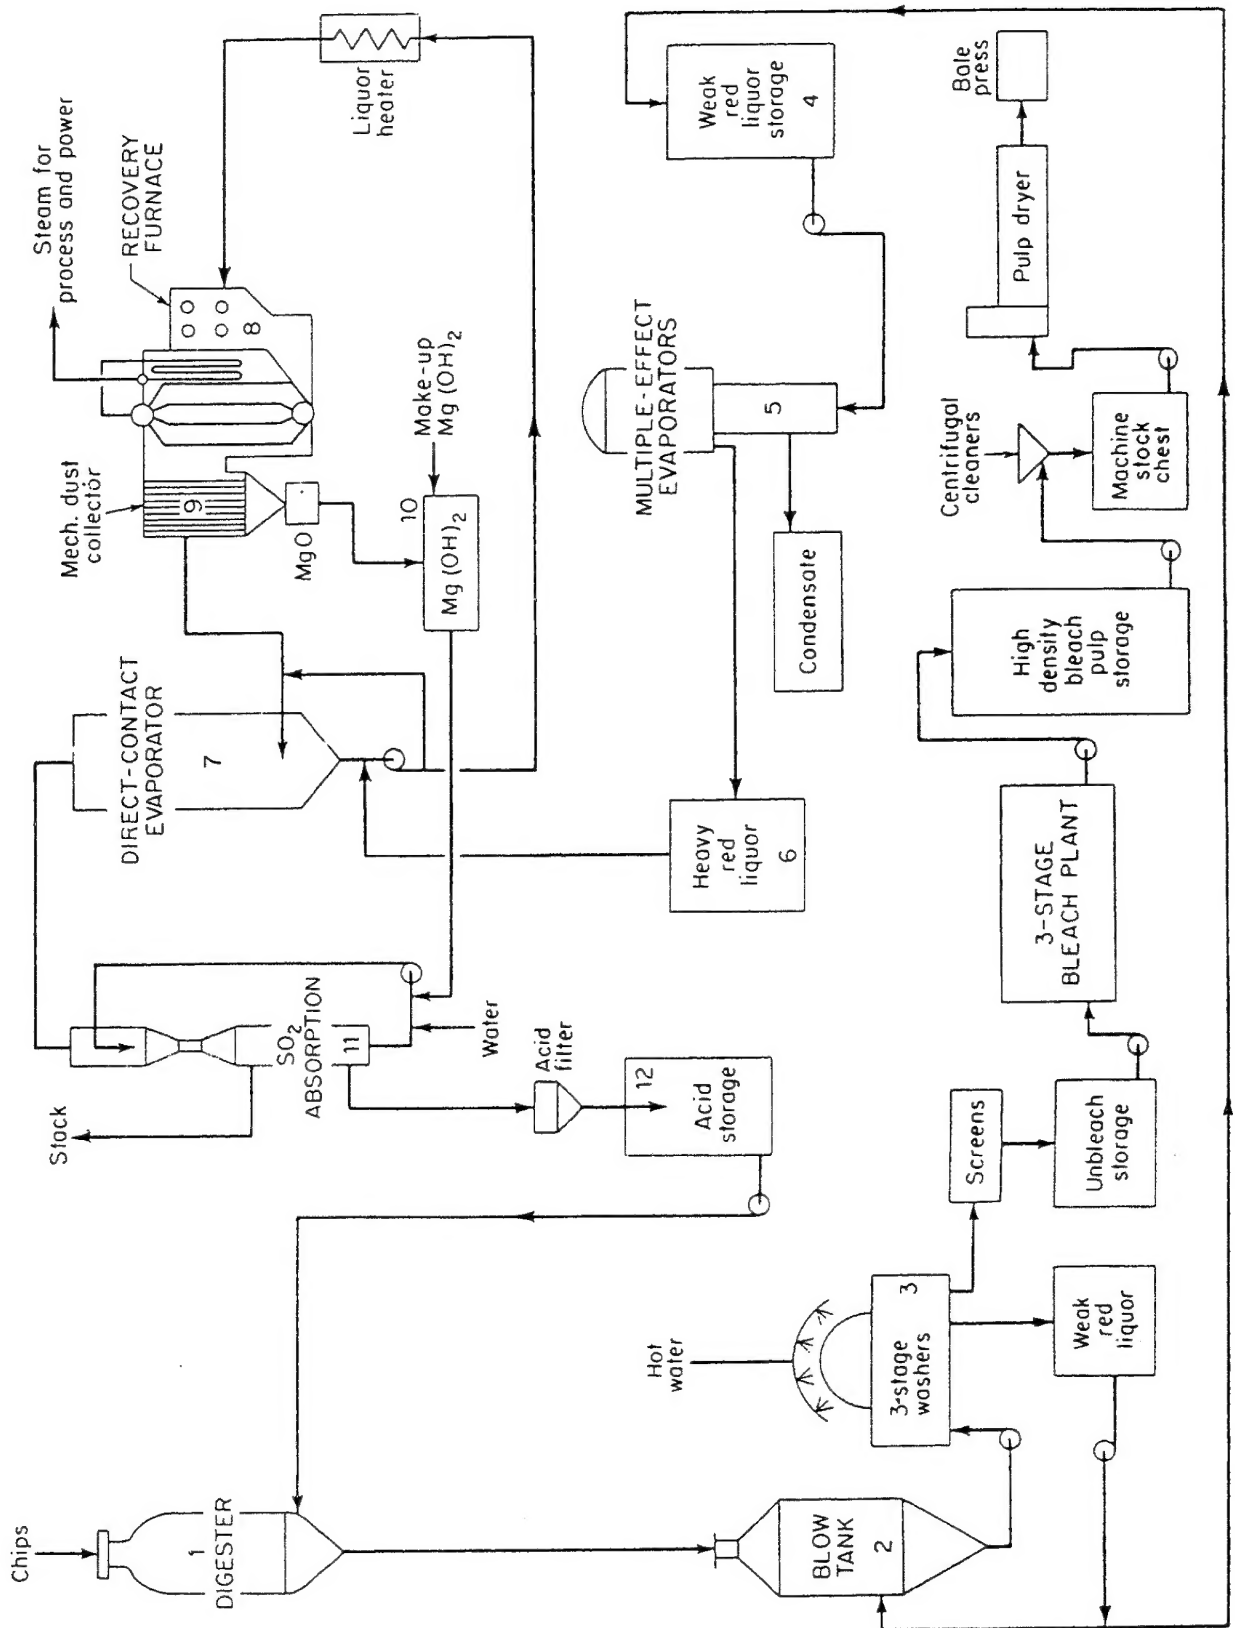 Chips
1
DIGESTER
BLOW
TANK
2
Hot
water
3-stage
washers
3
Weak
red
liquor
Screens
Unbleach
storage
3-STAGE
BLEACH PLANT
High
density
bleach
pulp
storage
Centrifugal
cleaners
Machine
stock
chest
Pulp dryer
Bale
press
Stack
SO2
ABSORPTION
11
Water
Acid
filter
12
Acid
storage
DIRECT-CONTACT
EVAPORATOR
7
Heavy
red
liquor
6
MULTIPLE-EFFECT
EVAPORATORS
5
Condensate
Weak
red
liquor
storage
4
Mech. dust
collector
9
MgO
10
Mg(OH)2
Make-up
Mg(OH)2
Steam for
process and power
RECOVERY
FURNACE
8
Liquor
heater